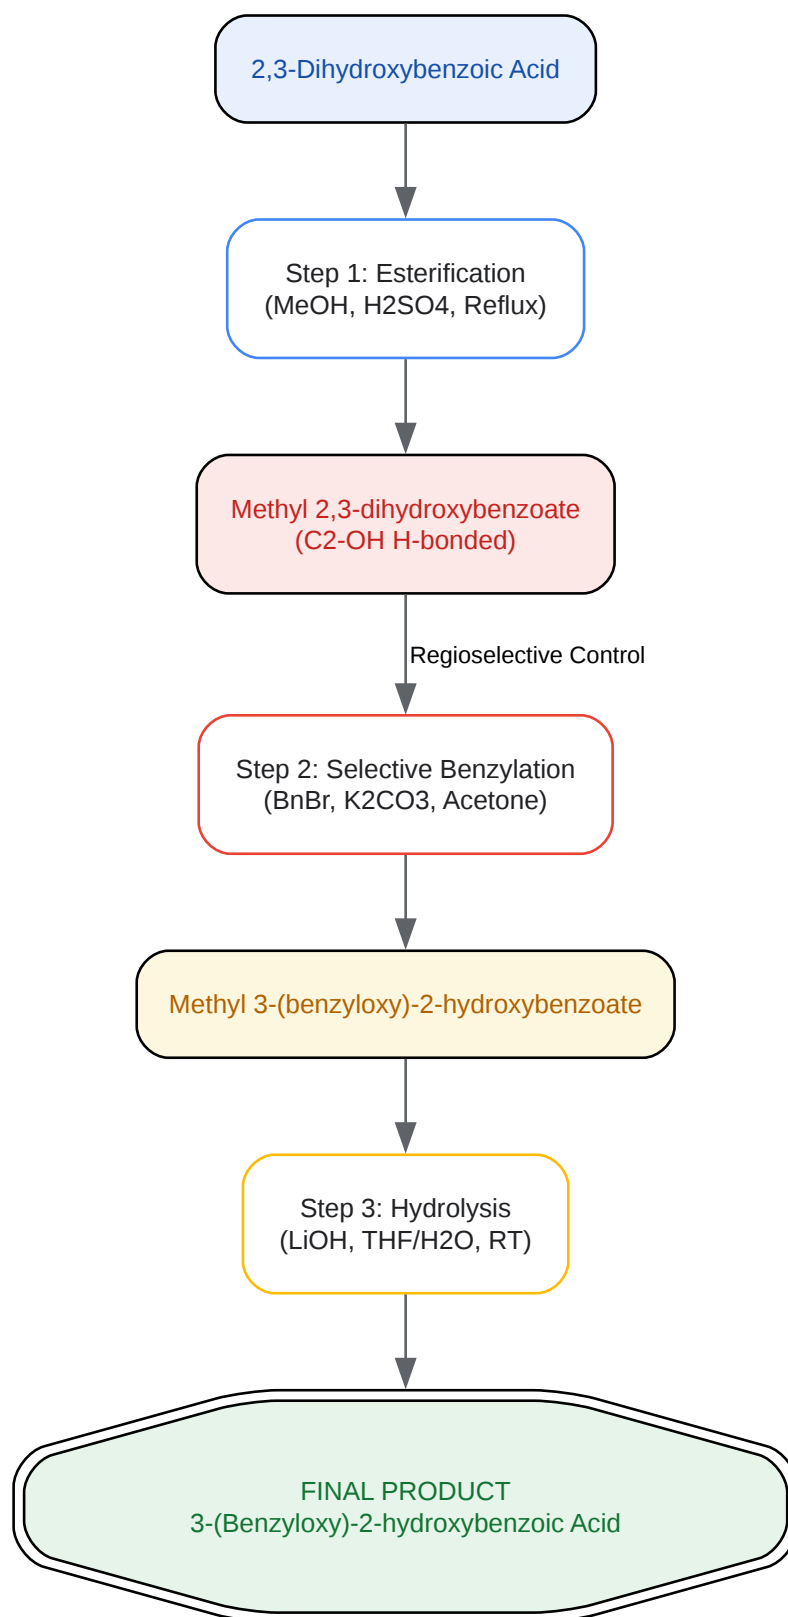 2,3-Dihydroxybenzoic Acid
Step 1: Esterification
(MeOH, H2SO4, Reflux)
Methyl 2,3-dihydroxybenzoate
(C2-OH H-bonded)
Regioselective Control
Step 2: Selective Benzylation
(BnBr, K2CO3, Acetone)
Methyl 3-(benzyloxy)-2-hydroxybenzoate
Step 3: Hydrolysis
(LiOH, THF/H2O, RT)
FINAL PRODUCT
3-(Benzyloxy)-2-hydroxybenzoic Acid